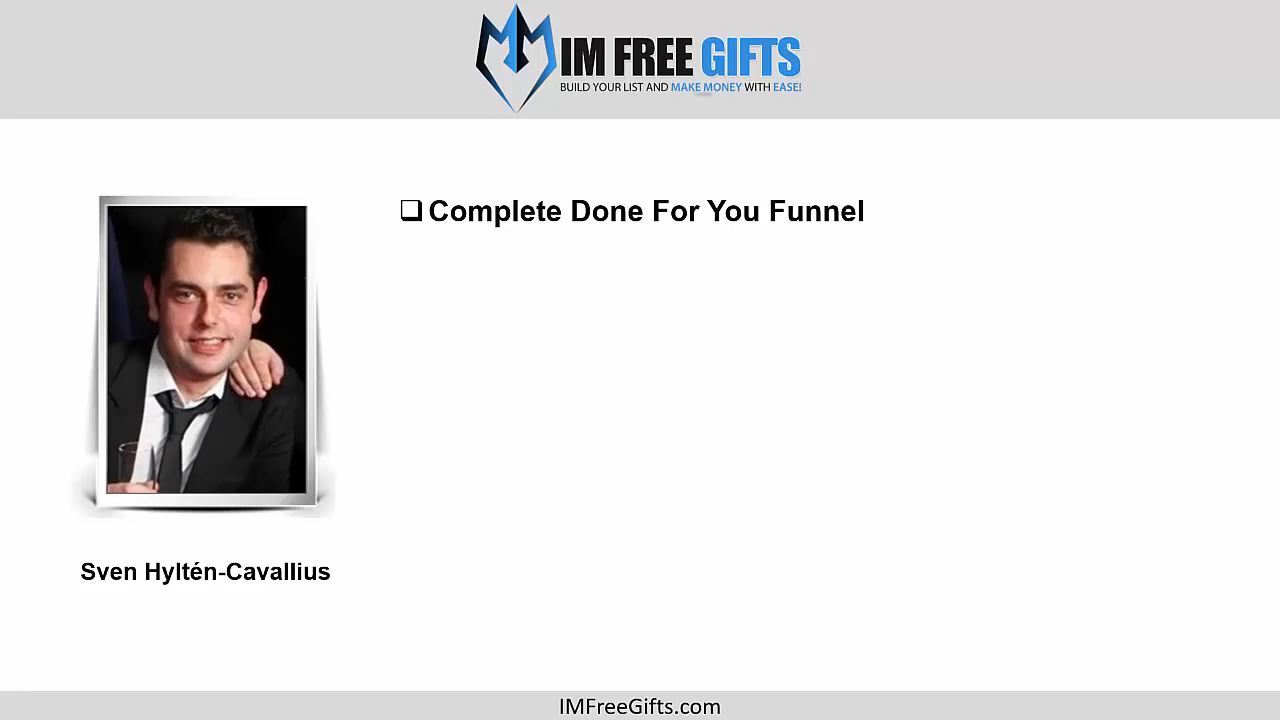 IM FREE GIFTS
BUILD YOUR LIST AND MAKE MONEY WITH EASE!
Complete Done For You Funnel
Sven Hyltén-Cavallius
IMFreeGifts.com